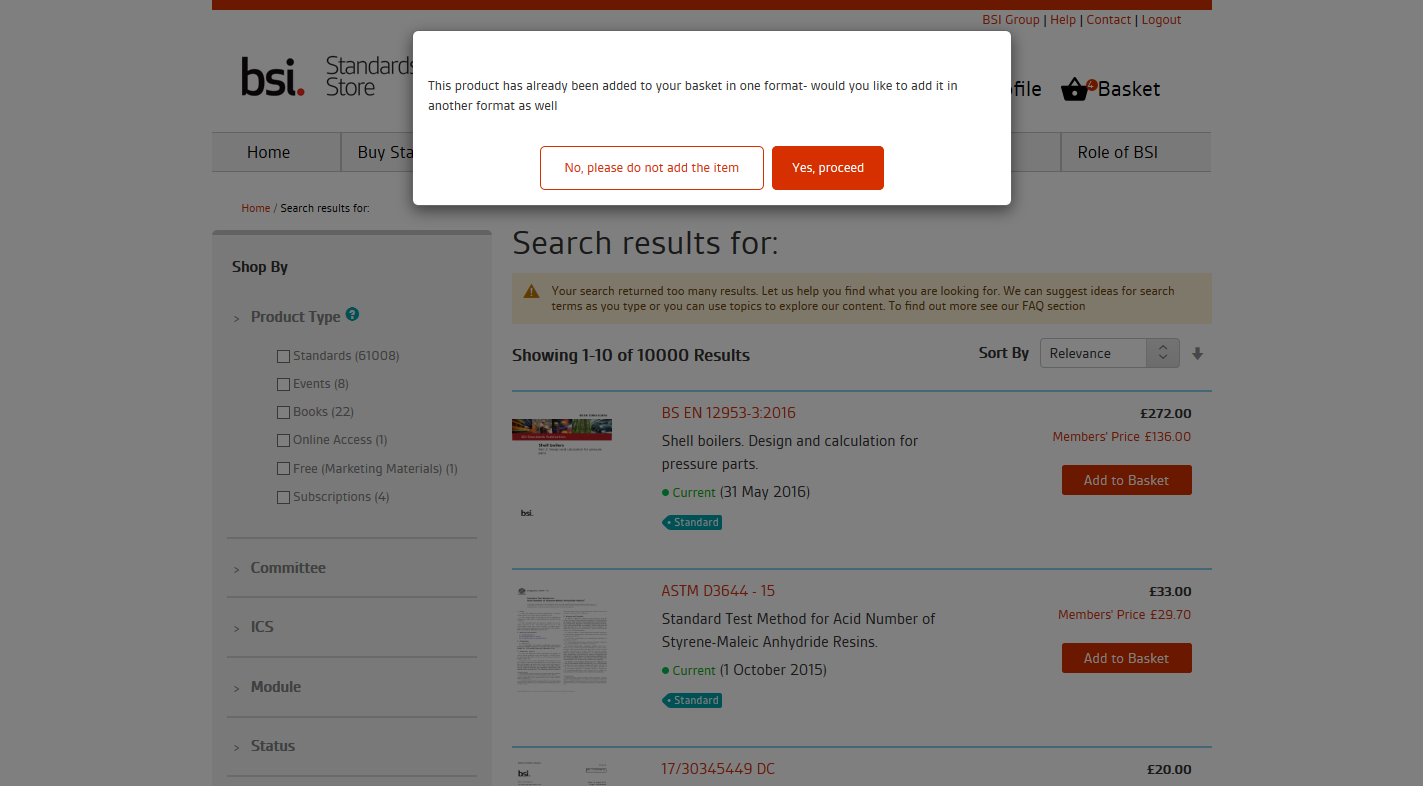 BSI Group | Help | Contact | Logout
bsi.
Standards
Store
Basket
This product has already been added to your basket in one format- would you like to add it in
another format as well
No, please do not add the item
Yes, proceed
Home
Buy Sta
Role of BSI
Home / Search results for:
Search results for:
Shop By
Your search returned too many results. Let us help you find what you are looking for. We can suggest ideas for search
terms as you type or you can use topics to explore our content. To find out more see our FAQ section
> Product Type ?
Standards (61008)
Events (8)
Books (22)
Online Access (1)
Free (Marketing Materials) (1)
Subscriptions (4)
> Committee
> ICS
> Module
> Status
Showing 1-10 of 10000 Results
Sort By
Relevance
BS EN 12953-3:2016
£272.00
Shell boilers. Design and calculation for
pressure parts.
Members' Price £136.00
Current (31 May 2016)
Add to Basket
Standard
Shell boilers
bsi.
ASTM D3644 - 15
£33.00
Standard Test Method for Acid Number of
Styrene-Maleic Anhydride Resins.
Members' Price £29.70
Current (1 October 2015)
Add to Basket
Standard
17/30345449 DC
£20.00
bsi.